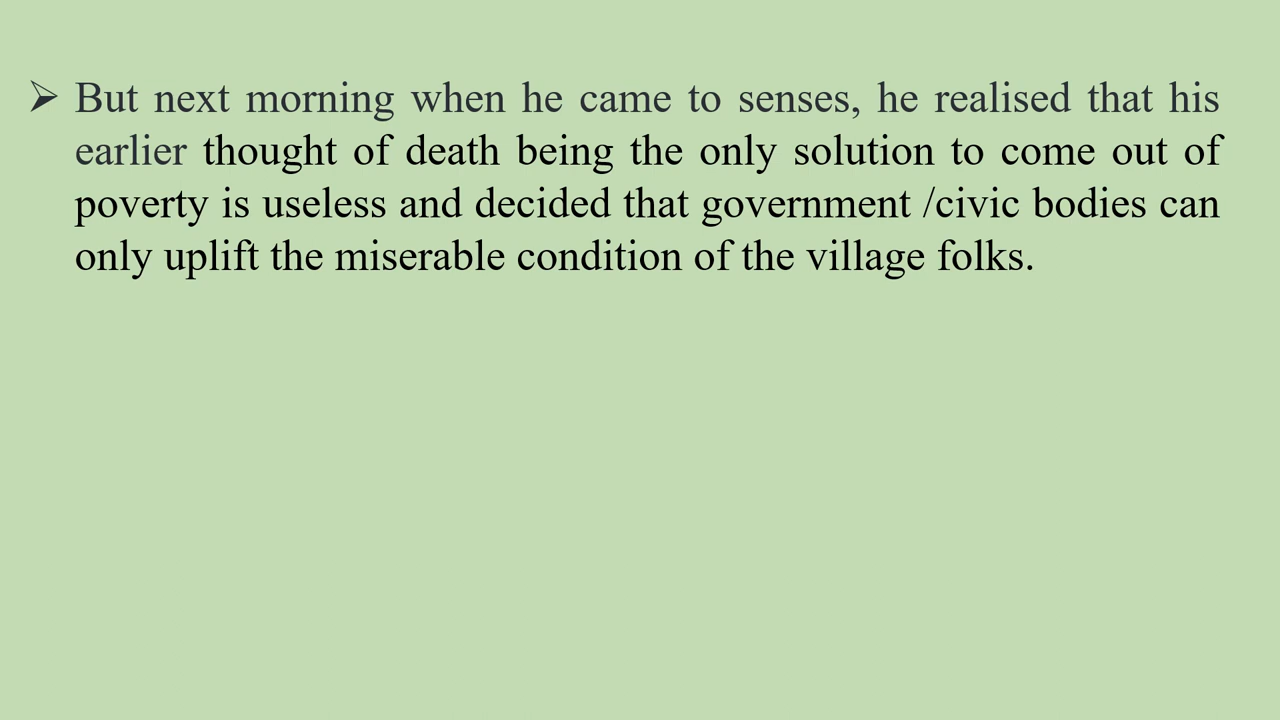 ➢ But next morning when he came to senses, he realised that his
earlier thought of death being the only solution to come out of
poverty is useless and decided that government /civic bodies can
only uplift the miserable condition of the village folks.